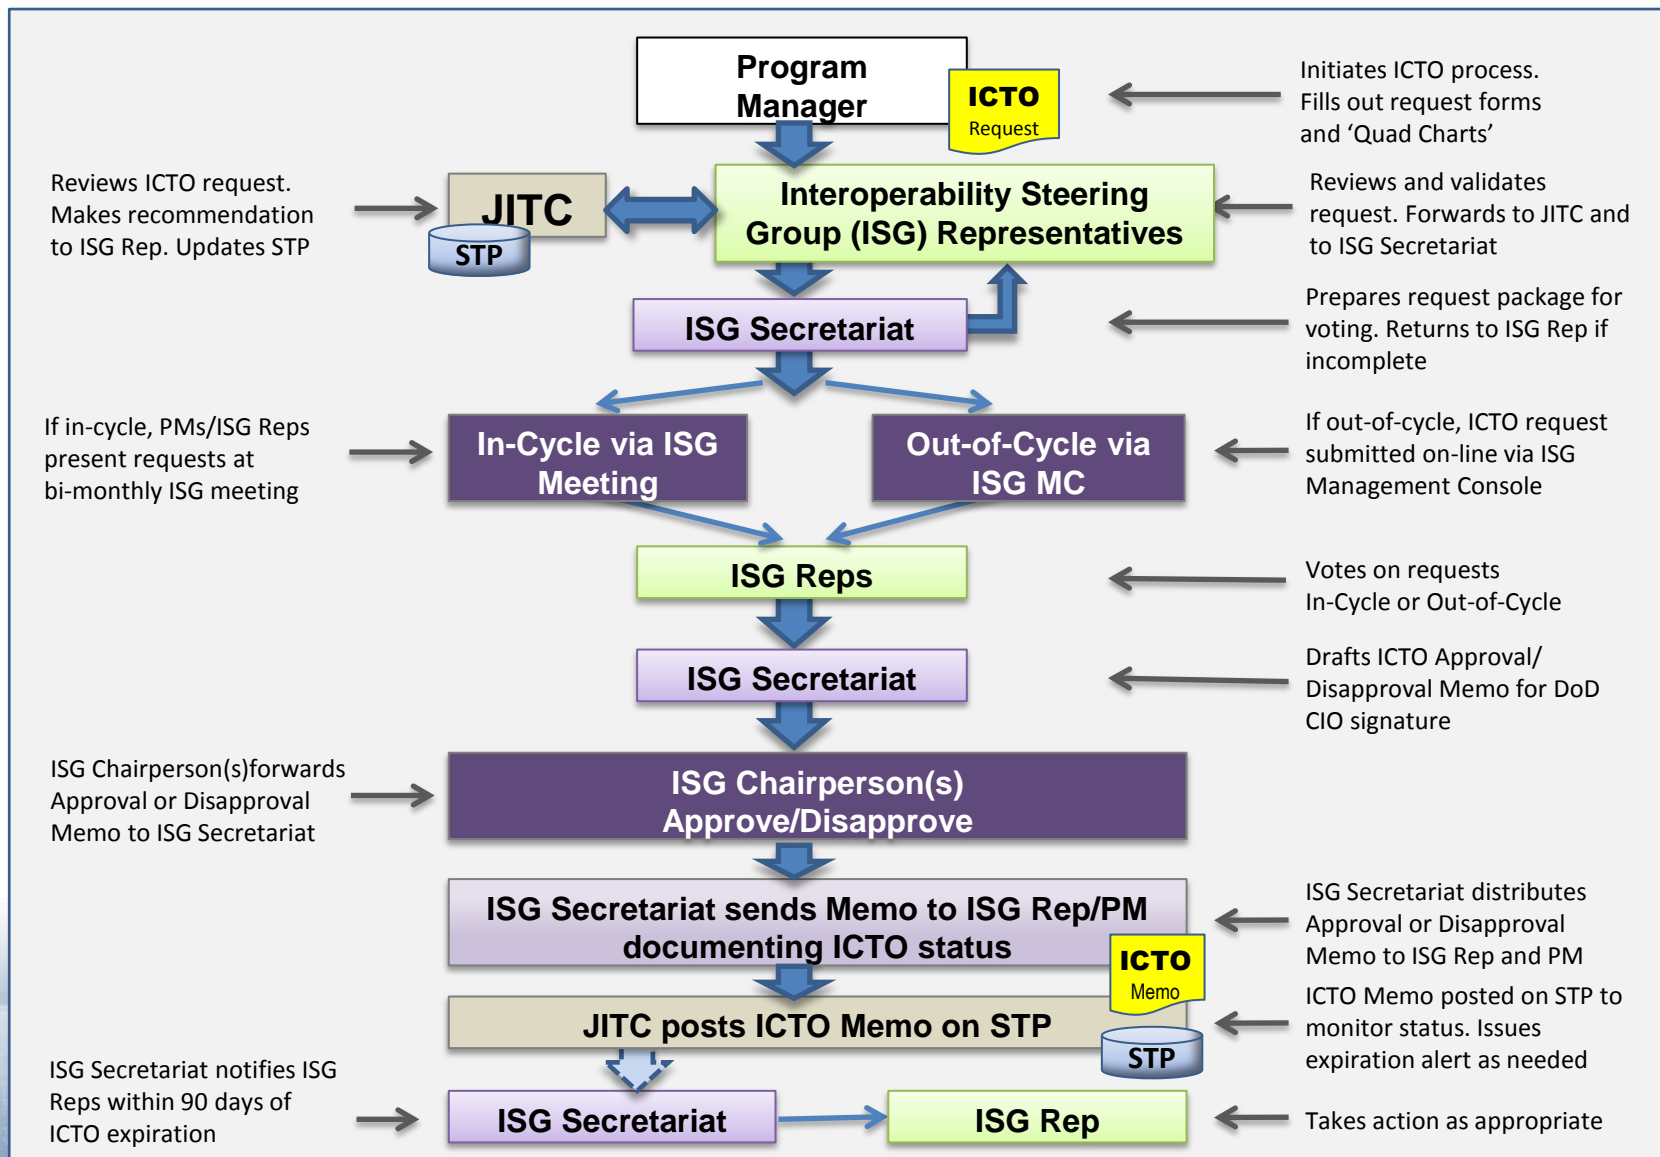 Program
Manager
ICTO
Request
Initiates ICTO process.
Fills out request forms
and ‘Quad Charts’
Reviews ICTO request.
Makes recommendation
to ISG Rep. Updates STP
JITC
STP
Interoperability Steering
Group (ISG) Representatives
Reviews and validates
request. Forwards to JITC and
to ISG Secretariat
ISG Secretariat
Prepares request package for
voting. Returns to ISG Rep if
incomplete
If in-cycle, PMs/ISG Reps
present requests at
bi-monthly ISG meeting
In-Cycle via ISG
Meeting
Out-of-Cycle via
ISG MC
If out-of-cycle, ICTO request
submitted on-line via ISG
Management Console
ISG Reps
Votes on requests
In-Cycle or Out-of-Cycle
ISG Secretariat
Drafts ICTO Approval/
Disapproval Memo for DoD
CIO signature
ISG Chairperson(s)forwards
Approval or Disapproval
Memo to ISG Secretariat
ISG Chairperson(s)
Approve/Disapprove
ISG Secretariat sends Memo to ISG Rep/PM
documenting ICTO status
ICTO
Memo
ISG Secretariat distributes
Approval or Disapproval
Memo to ISG Rep and PM
JITC posts ICTO Memo on STP
STP
ICTO Memo posted on STP to
monitor status. Issues
expiration alert as needed
ISG Secretariat notifies ISG
Reps within 90 days of
ICTO expiration
ISG Secretariat
ISG Rep
Takes action as appropriate